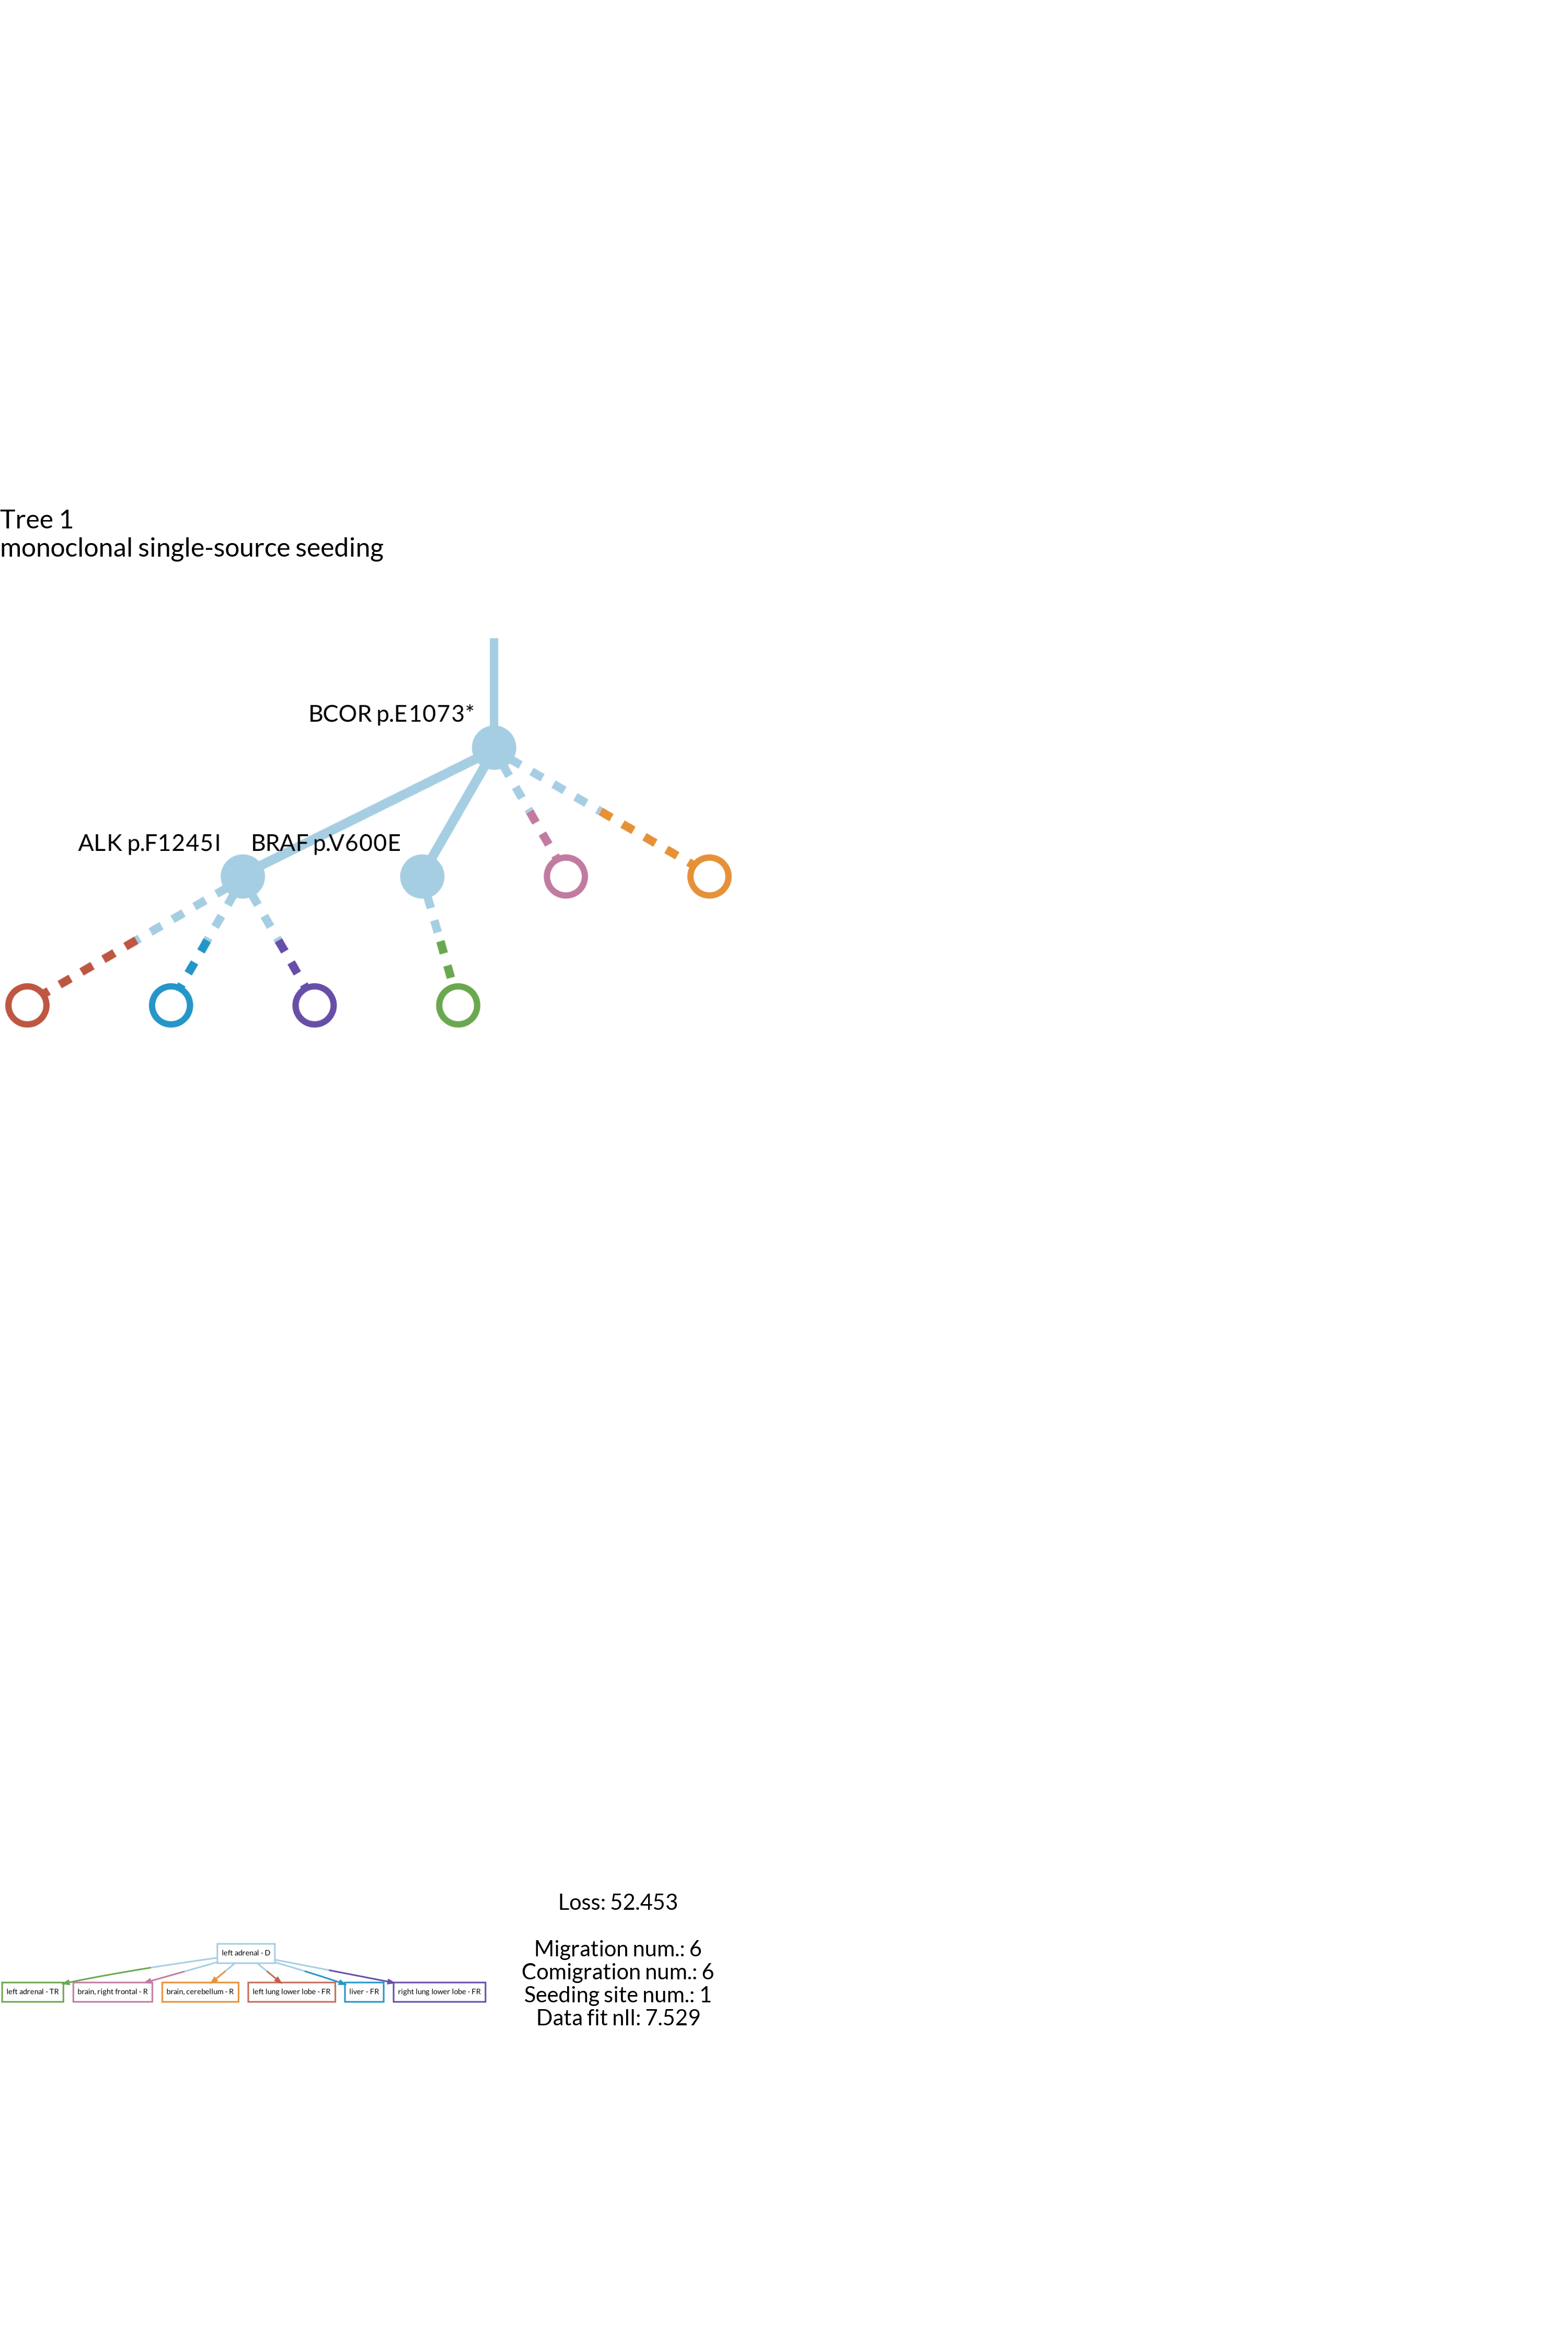 Tree 1
monoclonal single-source seeding
BCOR p.E1073*
ALK p.F1245I
BRAF p.V600E
Loss: 52.453
left adrenal - D
Migration num.: 6
Comigration num.: 6
left adrenal - TR
brain, right frontal - R
brain, cerebellum - R
left lung lower lobe - FR
liver - FR
right lung lower lobe - FR
Seeding site num.: 1
Data fit nll: 7.529